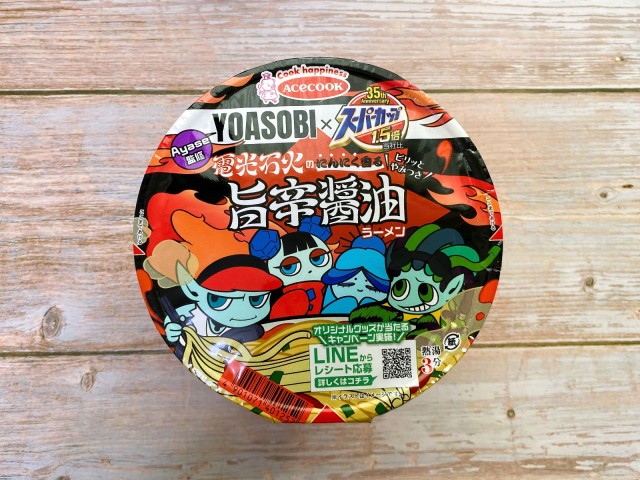 Cook happiness
ACECOOK
35th
Anniversary
YOASOBI × スーパーカップ
1.5倍
当社比
Ayase
監修
電光石火のにんにく香る!
ピリッと
やみつき
旨辛醤油
ラーメン
オリジナルグッズが当たる
キャンペーン実施!
LINEから
レシート応募
詳しくはコチラ
熱湯
3分
紙